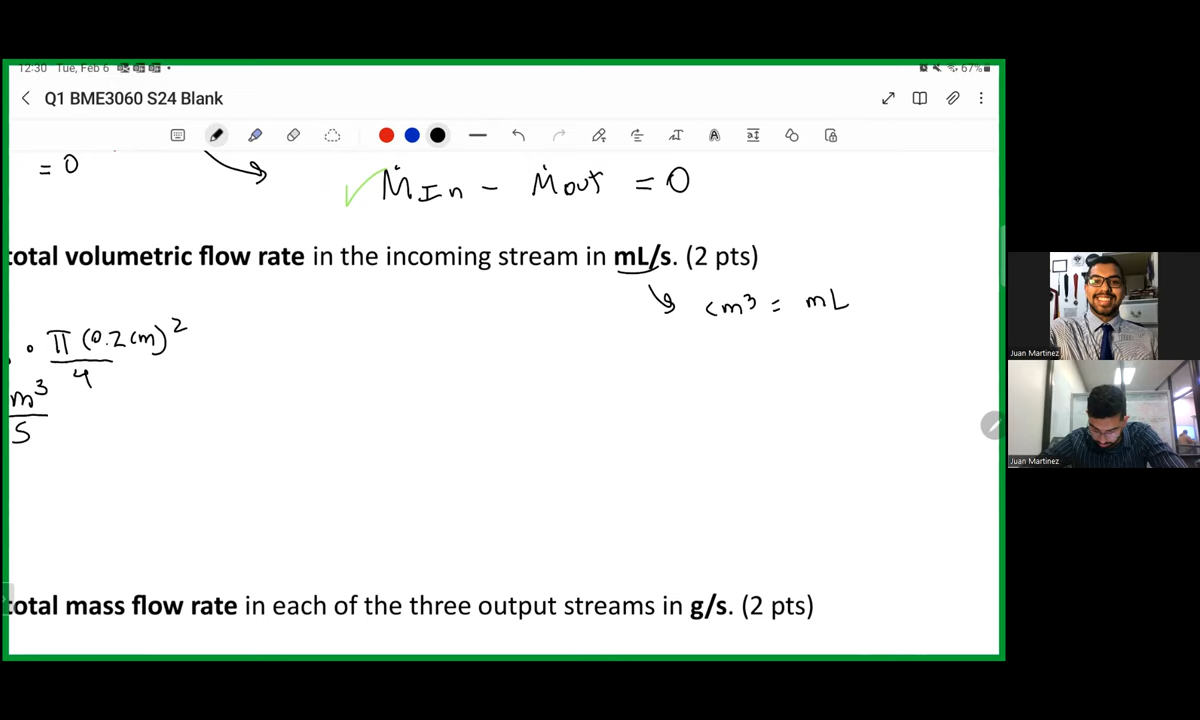 12:30 Tue, Feb 6
67%
Q1 BME3060 S24 Blank
= 0
ṁIn - ṁout = 0
total volumetric flow rate in the incoming stream in mL/s. (2 pts)
cm³ = mL
• π (0.2 cm)²
4
m³
s
Juan Martinez
Juan Martinez
total mass flow rate in each of the three output streams in g/s. (2 pts)